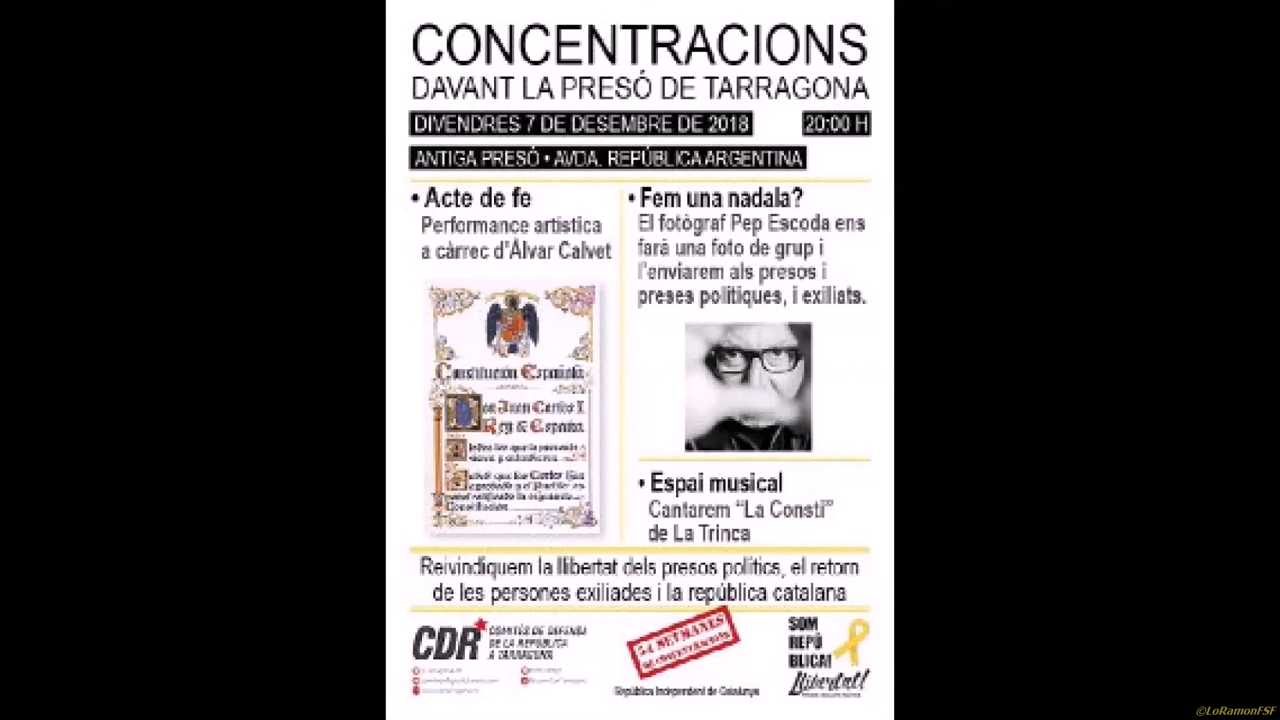 CONCENTRACIONS
DAVANT LA PRESÓ DE TARRAGONA
DIVENDRES 7 DE DESEMBRE DE 2018
20:00 H
ANTIGA PRESÓ • AVDA. REPÚBLICA ARGENTINA
• Acte de fe
Performance artística
a càrrec d'Àlvar Calvet
Constitución Española
Don Juan Carlos I,
Rey de España,
• Fem una nadala?
El fotògraf Pep Escoda ens
farà una foto de grup i
l'enviarem als presos i
preses polítiques, i exiliats.
• Espai musical
Cantarem “La Consti”
de La Trinca
Reivindiquem la llibertat dels presos polítics, el retorn
de les persones exiliades i la república catalana
CDR
COMITÈS DE DEFENSA
DE LA REPÚBLICA
A TARRAGONA
54 SETMANES
DE CONCENTRACIÓ
República Independent de Catalunya
SOM
REPÚ
BLICA!
Llibertat!
©LoRamonFSF